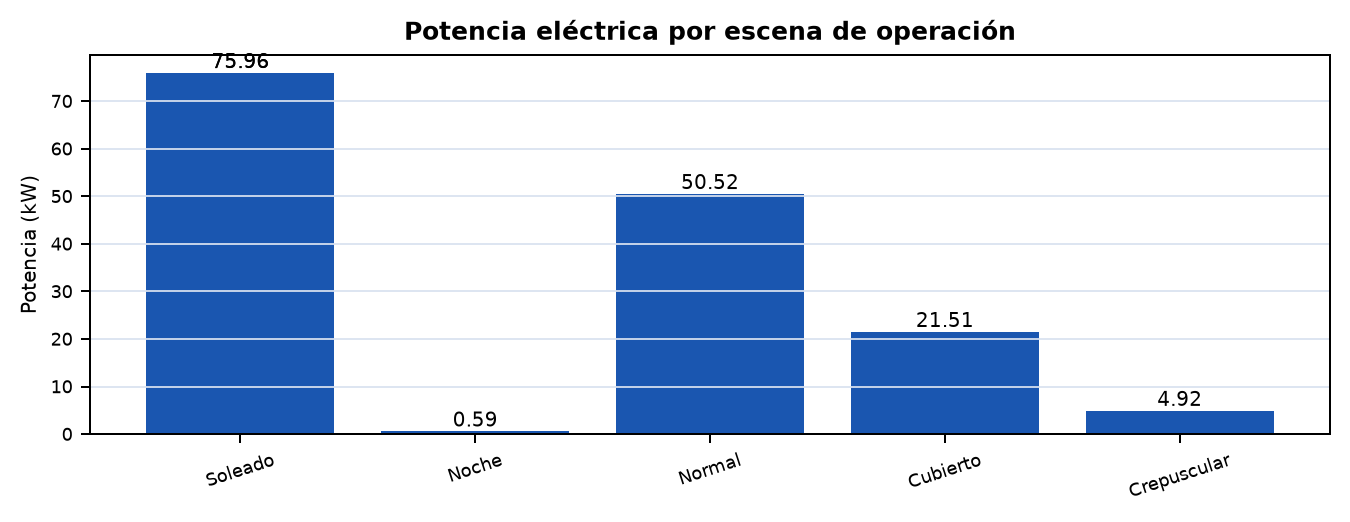 Potencia eléctrica por escena de operación
Potencia (kW)
70
60
50
40
30
20
10
0
75.96
0.59
50.52
21.51
4.92
Soleado
Noche
Normal
Cubierto
Crepuscular